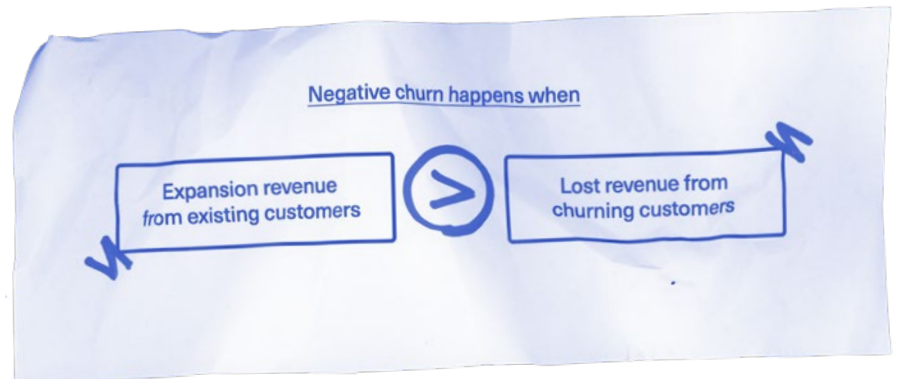 Negative churn happens when
Expansion revenue
from existing customers
>
Lost revenue from
churning customers